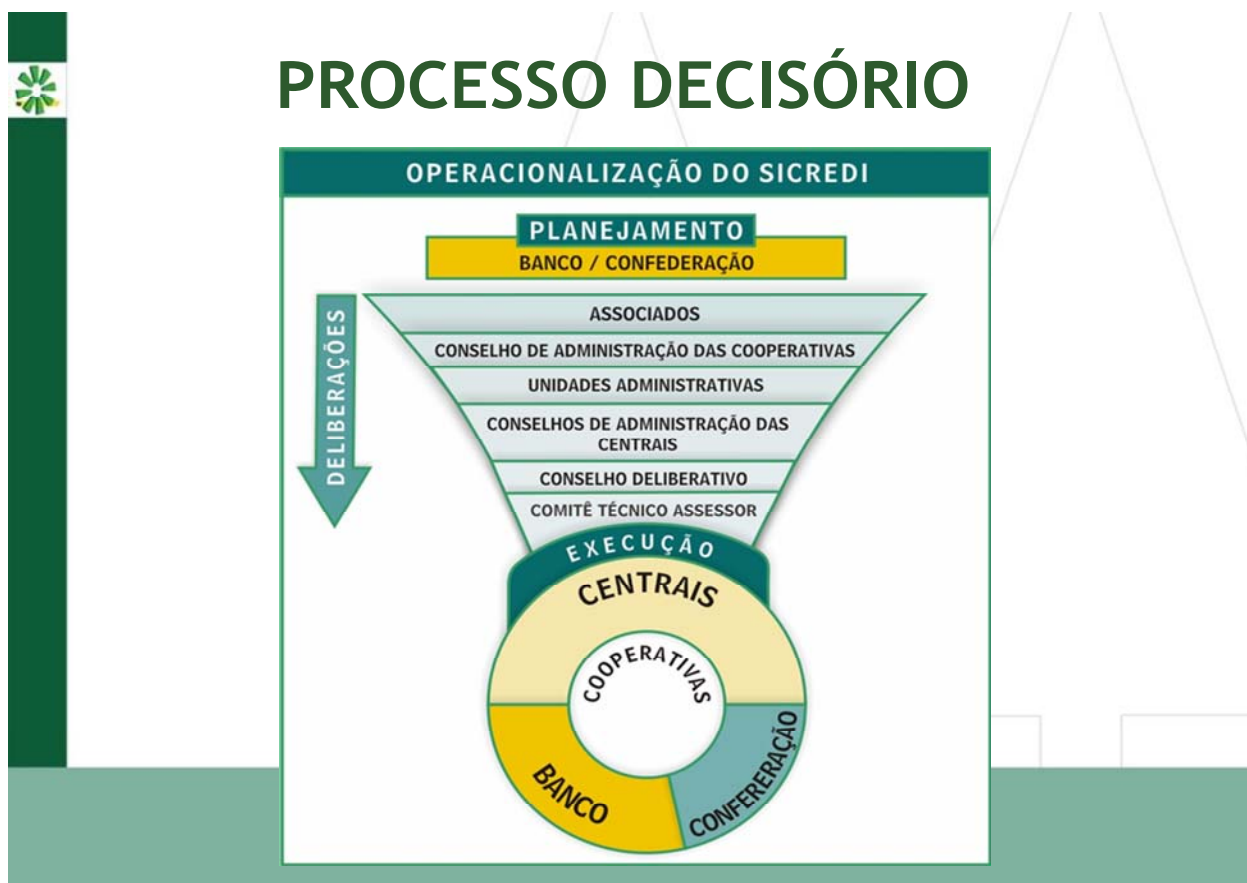 PROCESSO DECISÓRIO
OPERACIONALIZAÇÃO DO SICREDI
PLANEJAMENTO
BANCO / CONFEDERAÇÃO
DELIBERAÇÕES
ASSOCIADOS
CONSELHO DE ADMINISTRAÇÃO DAS COOPERATIVAS
UNIDADES ADMINISTRATIVAS
CONSELHOS DE ADMINISTRAÇÃO DAS
CENTRAIS
CONSELHO DELIBERATIVO
COMITÊ TÉCNICO ASSESSOR
EXECUÇÃO
CENTRAIS
COOPERATIVAS
BANCO
CONFERERAÇÃO